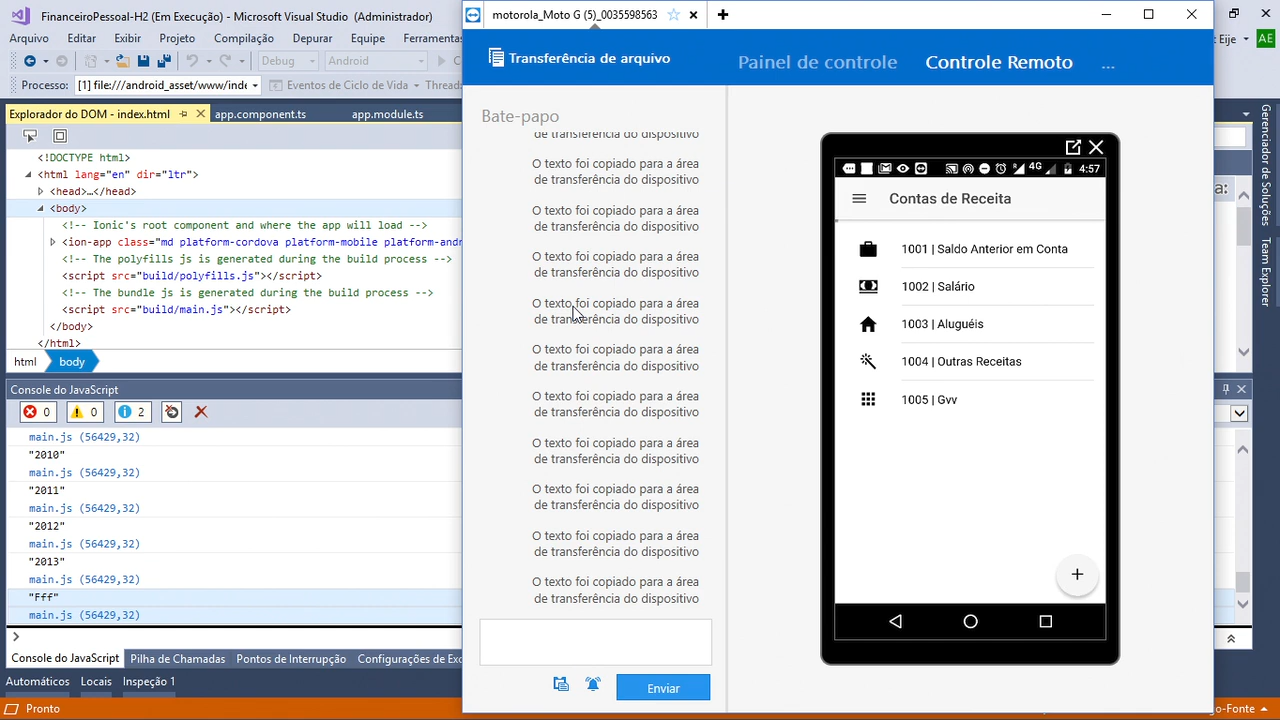 FinanceiroPessoal-H2 (Em Execução) - Microsoft Visual Studio (Administrador)
Arquivo Editar Exibir Projeto Compilação Depurar Equipe Ferramentas
Eije AE
Debug Android
Processo: [1] file:///android_asset/www/inde Eventos de Ciclo de Vida Thread:
Explorador do DOM - index.html app.component.ts app.module.ts
<!DOCTYPE html>
<html lang="en" dir="ltr">
<head>…</head>
<body>
<!-- Ionic's root component and where the app will load -->
<ion-app class="md platform-cordova platform-mobile platform-andr
<!-- The polyfills js is generated during the build process -->
<script src="build/polyfills.js"></script>
<!-- The bundle js is generated during the build process -->
<script src="build/main.js"></script>
</body>
</html>
html body
Console do JavaScript
0 0 2
main.js (56429,32)
"2010"
main.js (56429,32)
"2011"
main.js (56429,32)
"2012"
main.js (56429,32)
"2013"
main.js (56429,32)
"Fff"
main.js (56429,32)
Console do JavaScript Pilha de Chamadas Pontos de Interrupção Configurações de Exc
Automáticos Locais Inspeção 1
Pronto
motorola_Moto G (5)_0035598563
Transferência de arquivo
Painel de controle Controle Remoto ...
Bate-papo
de transferência do dispositivo
O texto foi copiado para a área
de transferência do dispositivo
O texto foi copiado para a área
de transferência do dispositivo
O texto foi copiado para a área
de transferência do dispositivo
O texto foi copiado para a área
de transferência do dispositivo
O texto foi copiado para a área
de transferência do dispositivo
O texto foi copiado para a área
de transferência do dispositivo
O texto foi copiado para a área
de transferência do dispositivo
O texto foi copiado para a área
de transferência do dispositivo
O texto foi copiado para a área
de transferência do dispositivo
O texto foi copiado para a área
de transferência do dispositivo
Enviar
4G 4:57
Contas de Receita
1001 | Saldo Anterior em Conta
1002 | Salário
1003 | Aluguéis
1004 | Outras Receitas
1005 | Gvv
+
a:
Gerenciador de Soluções
Team Explorer
go-Fonte